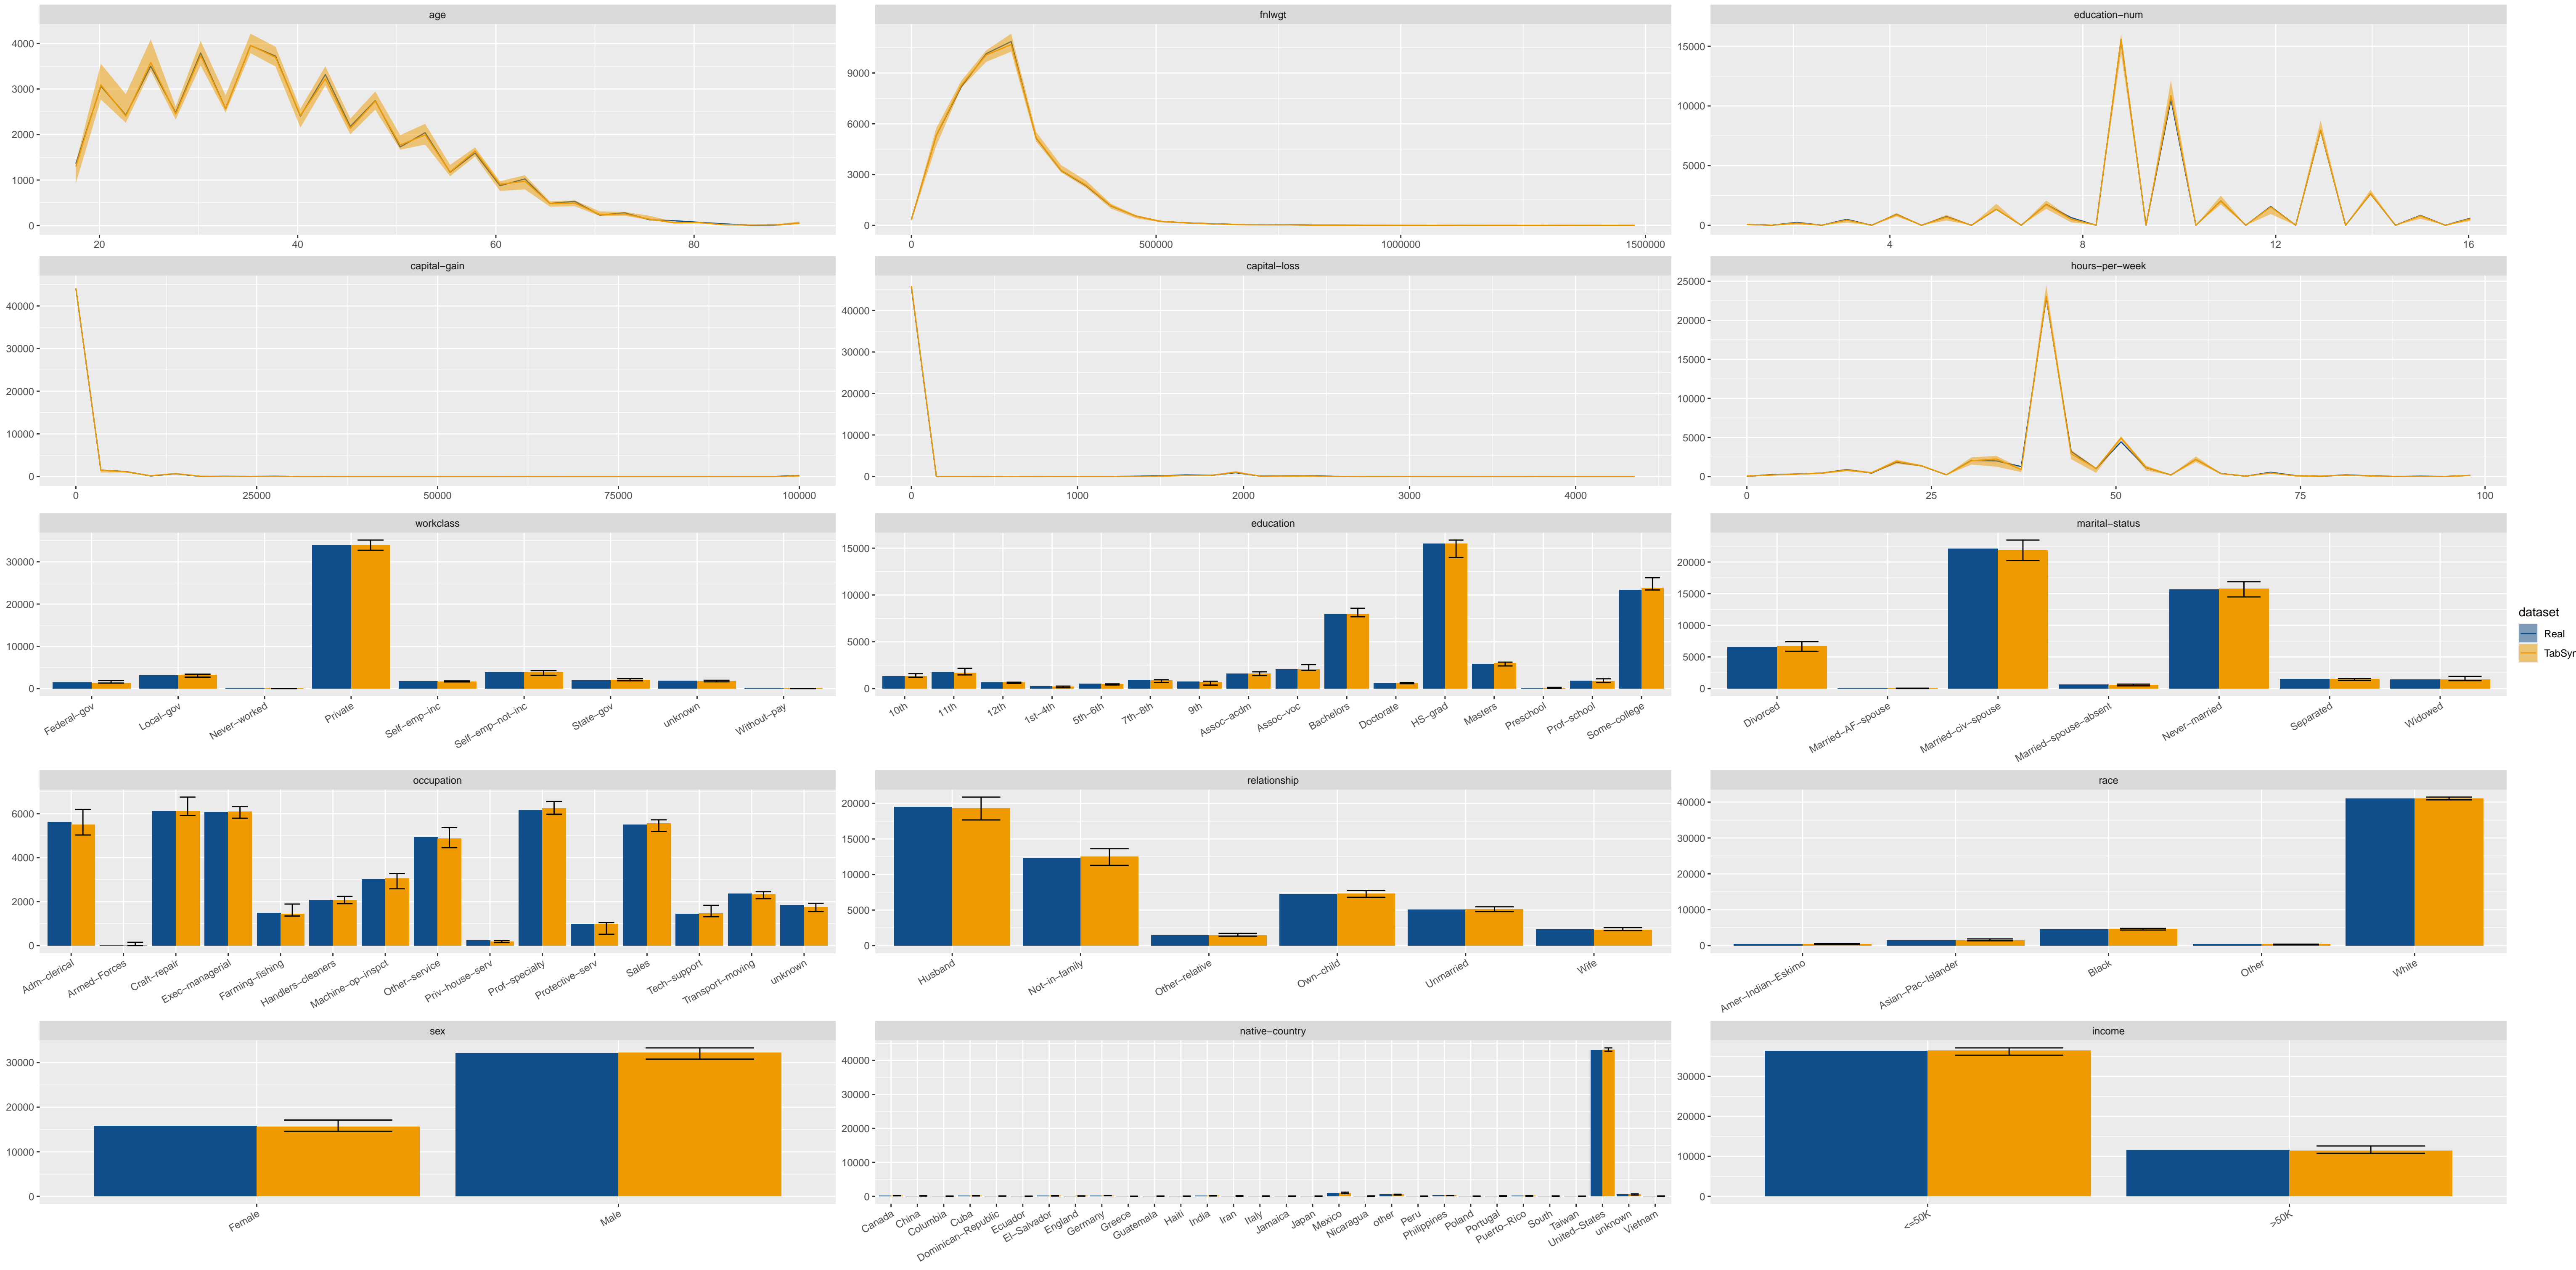 age
fnlwgt
education−num
4000
3000
2000
1000
0
20 40 60 80
9000
6000
3000
0
0 500000 1000000 1500000
15000
10000
5000
0
4 8 12 16
capital−gain
capital−loss
hours−per−week
40000
30000
20000
10000
0
0 25000 50000 75000 100000
40000
30000
20000
10000
0
0 1000 2000 3000 4000
25000
20000
15000
10000
5000
0
0 25 50 75 100
workclass
education
marital−status
30000
20000
10000
0
Federal−gov
Local−gov
Never−worked
Private
Self−emp−inc
Self−emp−not−inc
State−gov
unknown
Without−pay
15000
10000
5000
0
10th
11th
12th
1st−4th
5th−6th
7th−8th
9th
Assoc−acdm
Assoc−voc
Bachelors
Doctorate
HS−grad
Masters
Preschool
Prof−school
Some−college
20000
15000
10000
5000
0
Divorced
Married−AF−spouse
Married−civ−spouse
Married−spouse−absent
Never−married
Separated
Widowed
dataset
Real
TabSyn
occupation
relationship
race
6000
4000
2000
0
Adm−clerical
Armed−Forces
Craft−repair
Exec−managerial
Farming−fishing
Handlers−cleaners
Machine−op−inspct
Other−service
Priv−house−serv
Prof−specialty
Protective−serv
Sales
Tech−support
Transport−moving
unknown
20000
15000
10000
5000
0
Husband
Not−in−family
Other−relative
Own−child
Unmarried
Wife
40000
30000
20000
10000
0
Amer−Indian−Eskimo
Asian−Pac−Islander
Black
Other
White
sex
native−country
income
30000
20000
10000
0
Female
Male
40000
30000
20000
10000
0
Canada
China
Columbia
Cuba
Dominican−Republic
Ecuador
El−Salvador
England
Germany
Greece
Guatemala
Haiti
India
Iran
Italy
Jamaica
Japan
Mexico
Nicaragua
other
Peru
Philippines
Poland
Portugal
Puerto−Rico
South
Taiwan
United−States
unknown
Vietnam
30000
20000
10000
0
<=50K
>50K